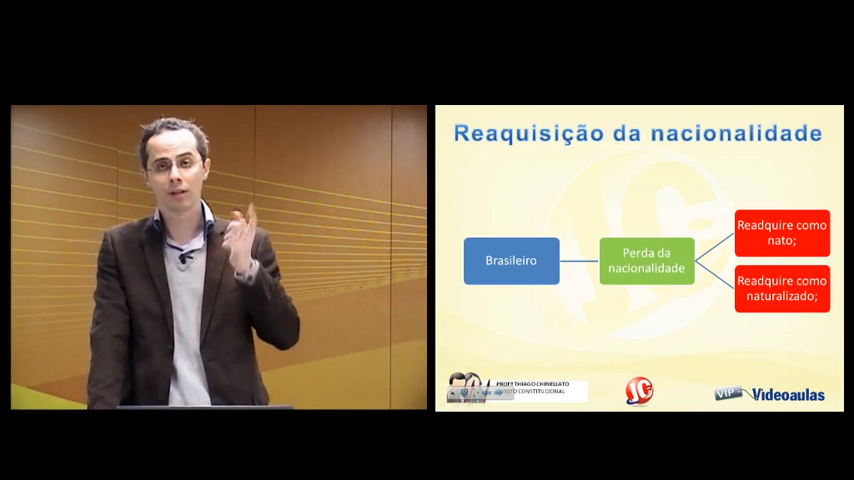 Reaquisição da nacionalidade
Brasileiro
Perda da
nacionalidade
Readquire como
nato;
Readquire como
naturalizado;
PROFº THIAGO CHINELLATO
CONSTITUCIONAL
JC
VIP Videoaulas